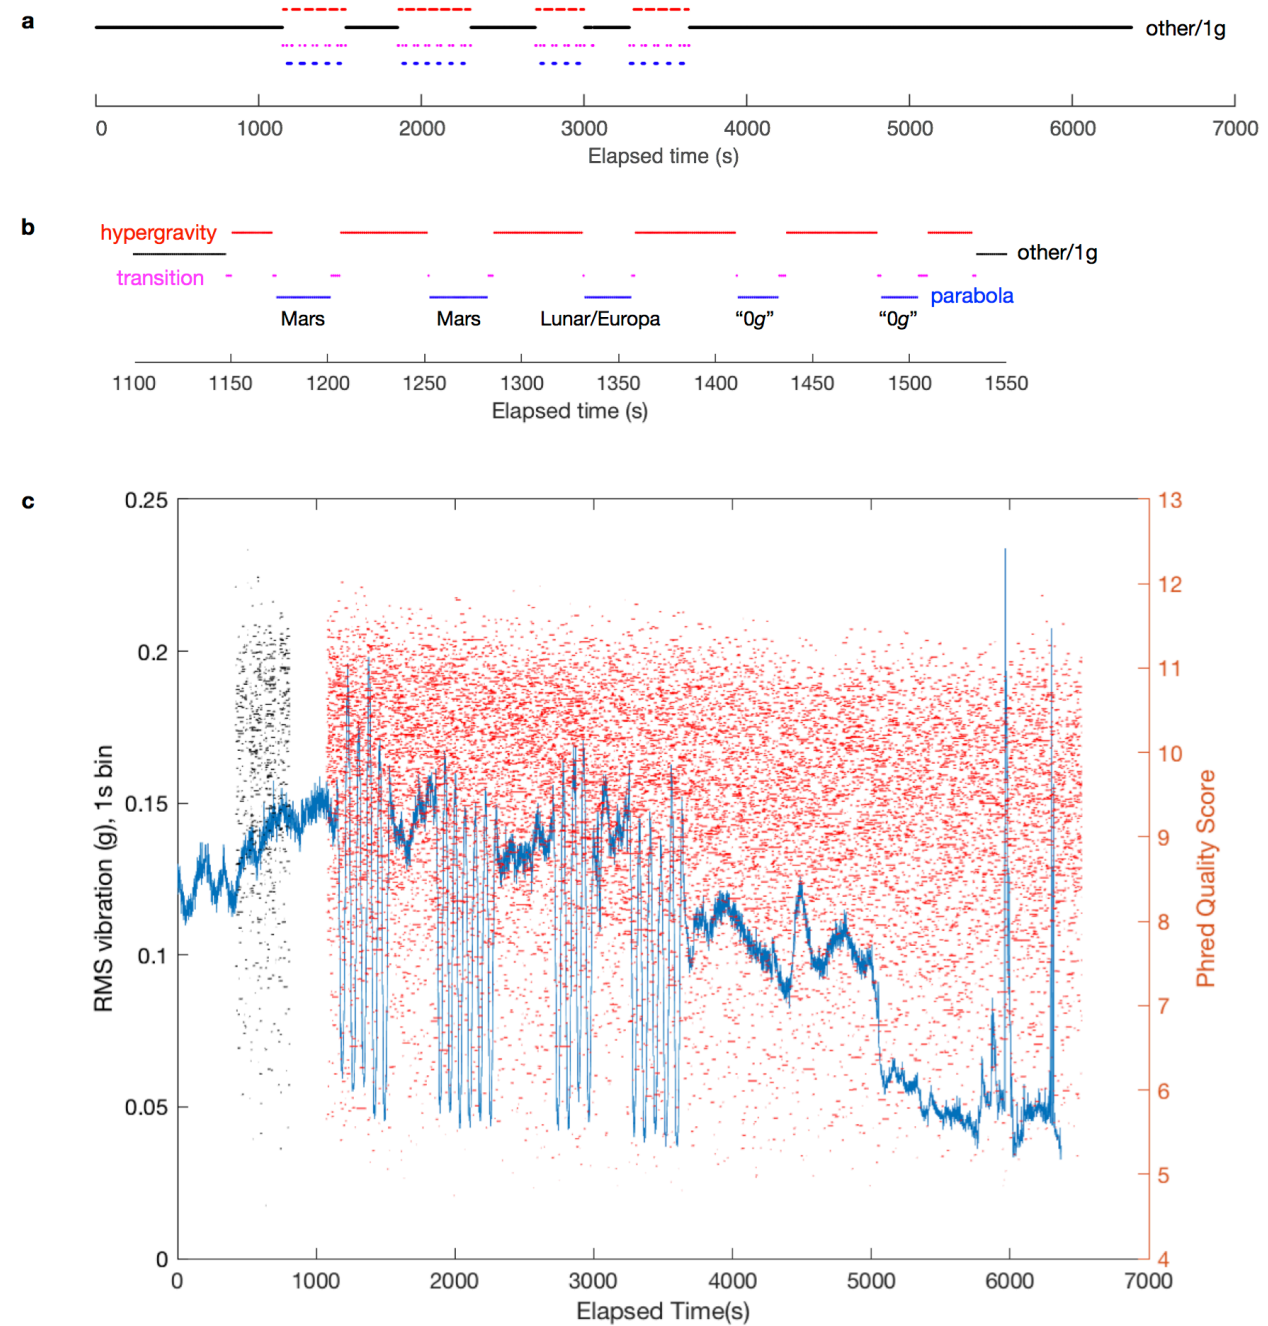 a
other/1g
0 1000 2000 3000 4000 5000 6000 7000
Elapsed time (s)
b
hypergravity
other/1g
transition
parabola
Mars Mars Lunar/Europa “0g” “0g”
1100 1150 1200 1250 1300 1350 1400 1450 1500 1550
Elapsed time (s)
c
0.25 13
12
0.2 11
10
0.15 9
RMS vibration (g), 1s bin
Phred Quality Score
8
0.1
7
0.05 6
5
0 4
0 1000 2000 3000 4000 5000 6000 7000
Elapsed Time(s)